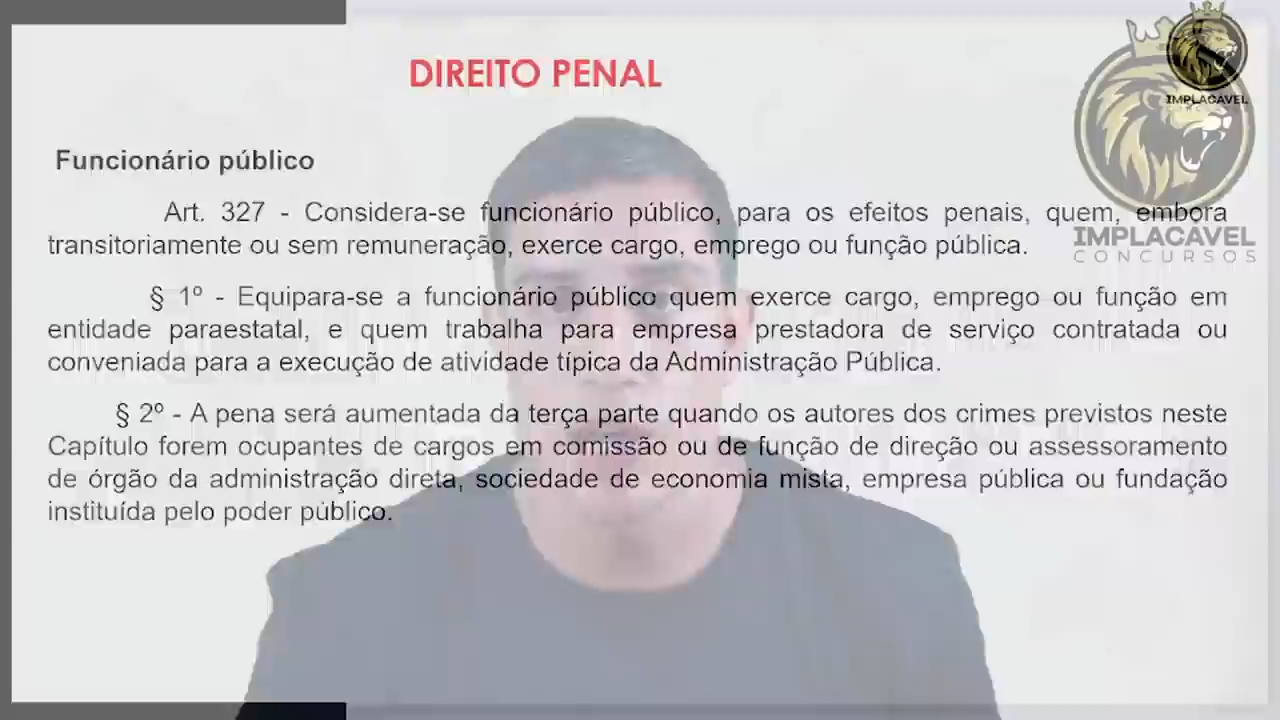 DIREITO PENAL
IMPLACAVEL
Funcionário público
Art. 327 - Considera-se funcionário público, para os efeitos penais, quem, embora
transitoriamente ou sem remuneração, exerce cargo, emprego ou função pública.
IMPLACAVEL
CONCURSOS
§ 1º - Equipara-se a funcionário público quem exerce cargo, emprego ou função em
entidade paraestatal, e quem trabalha para empresa prestadora de serviço contratada ou
conveniada para a execução de atividade típica da Administração Pública.
§ 2º - A pena será aumentada da terça parte quando os autores dos crimes previstos neste
Capítulo forem ocupantes de cargos em comissão ou de função de direção ou assessoramento
de órgão da administração direta, sociedade de economia mista, empresa pública ou fundação
instituída pelo poder público.